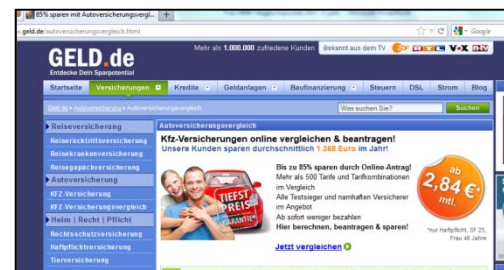 85% sparen mit Autoversicherungsvergl...
geld.de/autoversicherungsvergleich.html
Google
GELD.de
Entdecke Dein Sparpotential
Mehr als 1.000.000 zufriedene Kunden
Bekannt aus dem TV
VOX
Startseite Versicherungen Kredite Geldanlagen Baufinanzierung Steuern DSL Strom Blog
Geld.de Autoversicherung Autoversicherungsvergleich
Was suchen Sie? Suchen
Reiseversicherung
Reiserücktrittsversicherung
Reisekrankenversicherung
Reisegepäckversicherung
Autoversicherung
KFZ-Versicherung
KFZ-Versicherungsvergleich
Heim | Recht | Pflicht
Rechtsschutzversicherung
Haftpflichtversicherung
Tierversicherung
Autoversicherungsvergleich
Kfz-Versicherungen online vergleichen & beantragen!
Unsere Kunden sparen durchschnittlich 1.268 Euro im Jahr!
TIEFST
PREIS
GARANTIE
Bis zu 85% sparen durch Online-Antrag!
Mehr als 500 Tarife und Tarifkombinationen
im Vergleich
Alle Testsieger und namhaften Versicherer
im Angebot
Ab sofort weniger bezahlen
Hier berechnen, beantragen & sparen!
Jetzt vergleichen
ab
2,84 €*
mtl.
*nur Haftpflicht, SF 25,
Frau 46 Jahre